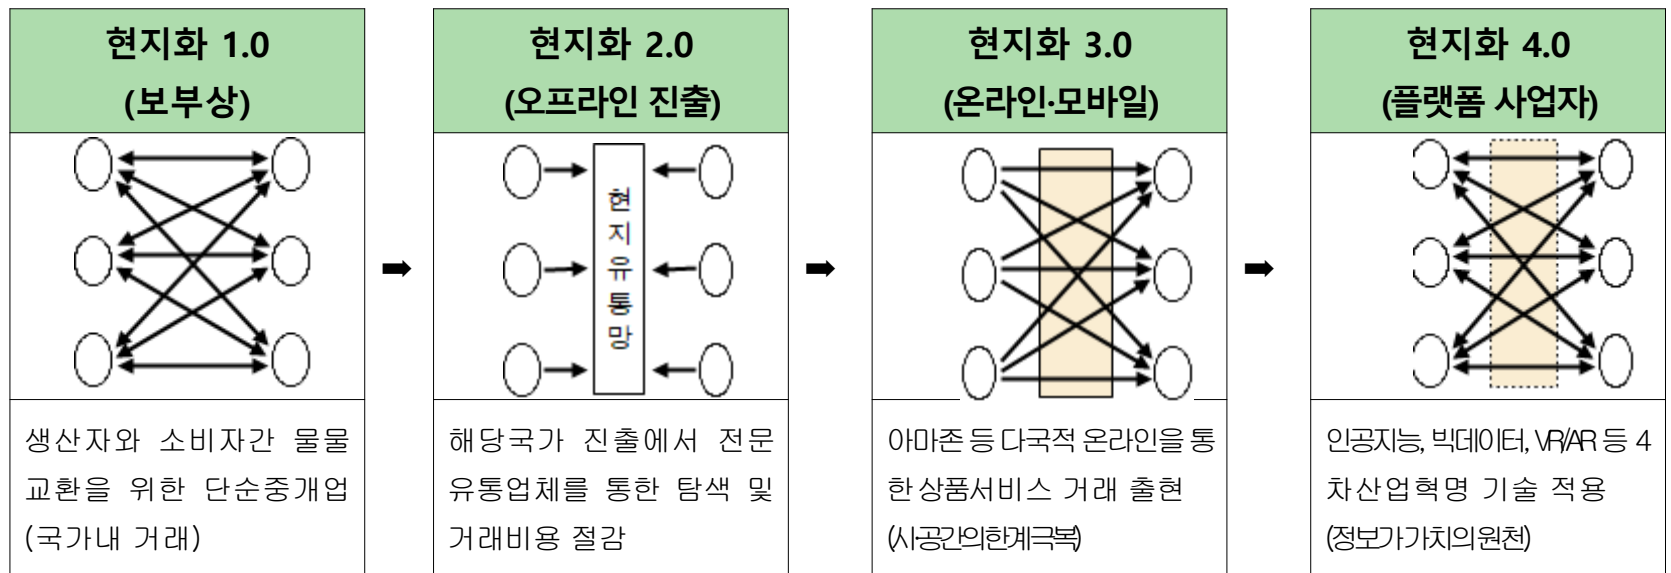 현지화 1.0
(보부상)
생산자와 소비자간 물물
교환을 위한 단순중개업
(국가내 거래)
현지화 2.0
(오프라인 진출)
현
지
유
통
망
해당국가 진출에서 전문
유통업체를 통한 탐색 및
거래비용 절감
현지화 3.0
(온라인·모바일)
아마존 등 다국적 온라인을 통
한 상품서비스 거래 출현
(시·공간의 한계 극복)
현지화 4.0
(플랫폼 사업자)
인공지능, 빅데이터, VR/AR 등 4
차산업혁명 기술 적용
(정보가 가치의 원천)